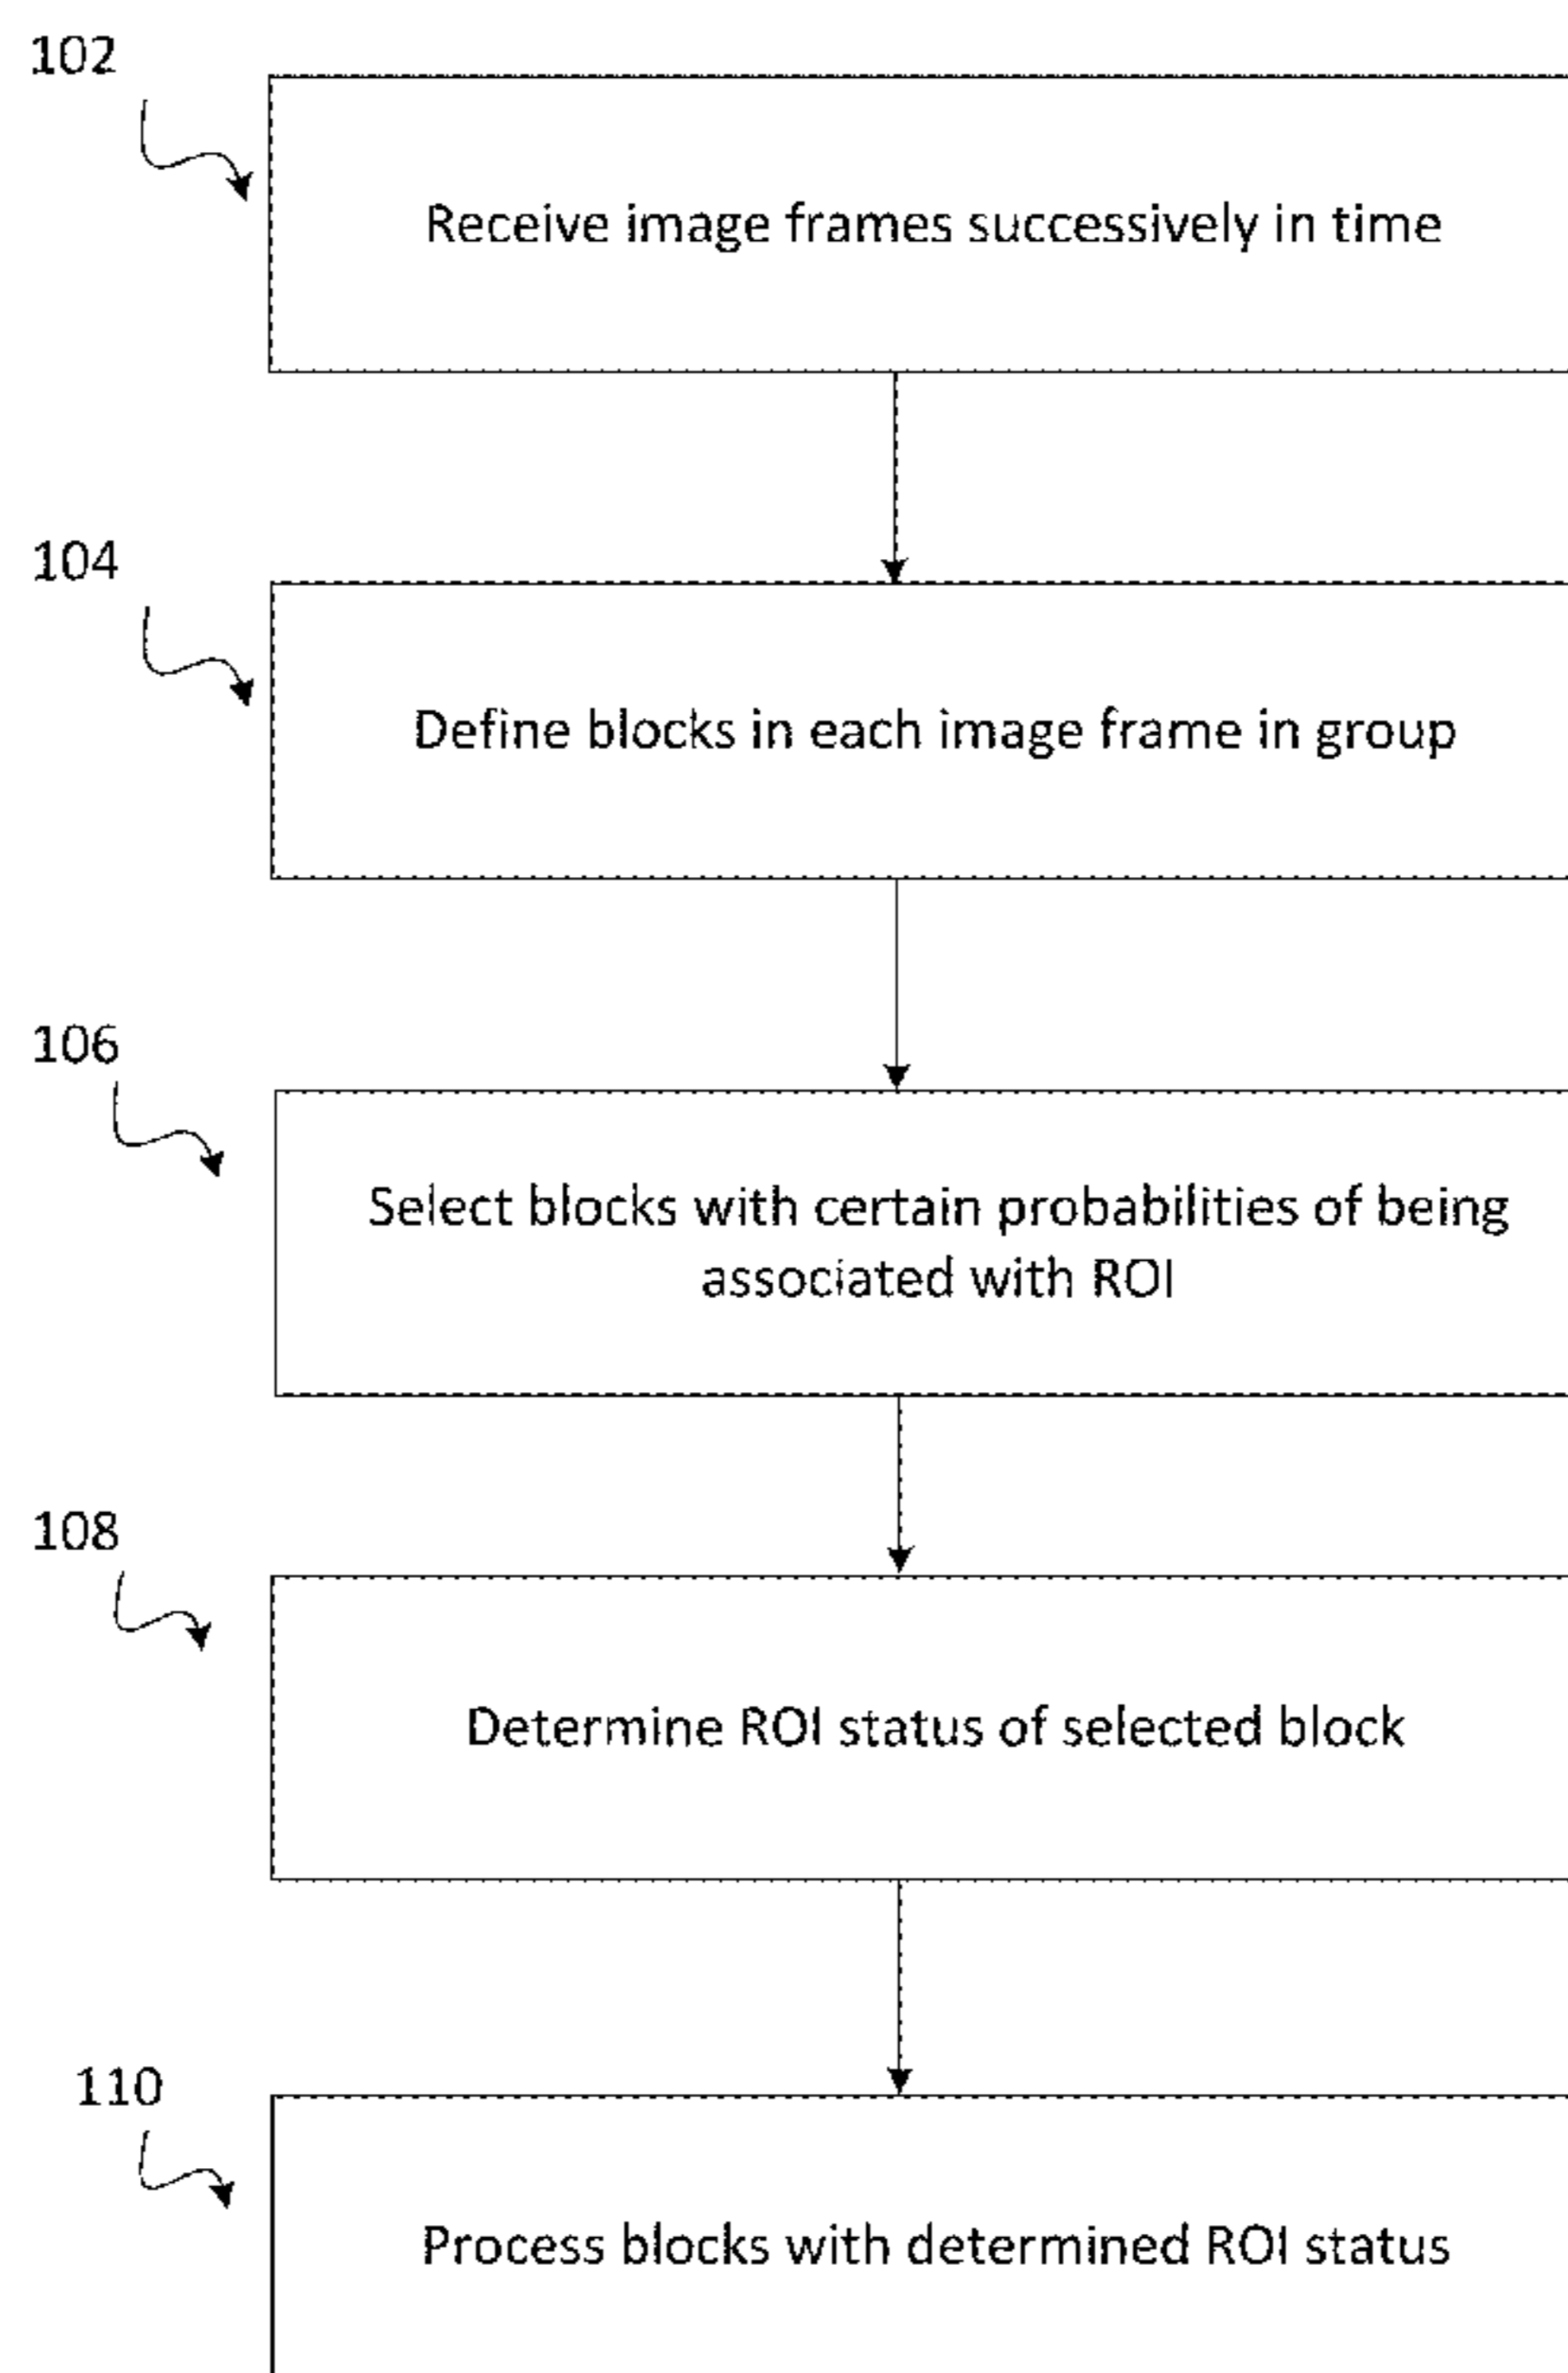 102
Receive image frames successively in time
104
Define blocks in each image frame in group
106
Select blocks with certain probabilities of being
associated with ROI
108
Determine ROI status of selected block
110
Process blocks with determined ROI status